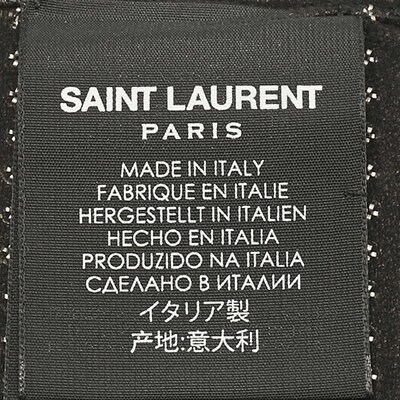 SAINT LAURENT
PARIS
MADE IN ITALY
FABRIQUE EN ITALIE
HERGESTELLT IN ITALIEN
HECHO EN ITALIA
PRODUZIDO NA ITALIA
СДЕЛАНО В ИТАЛИИ
イタリア製
产地:意大利